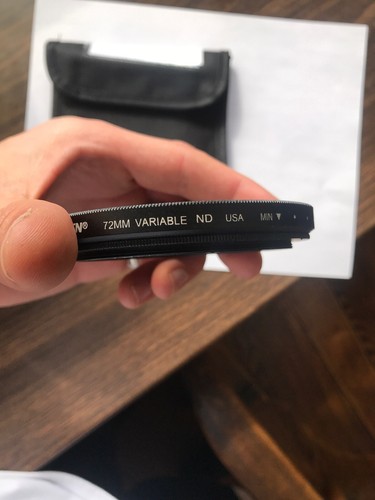 72MM VARIABLE ND USA MIN ▼